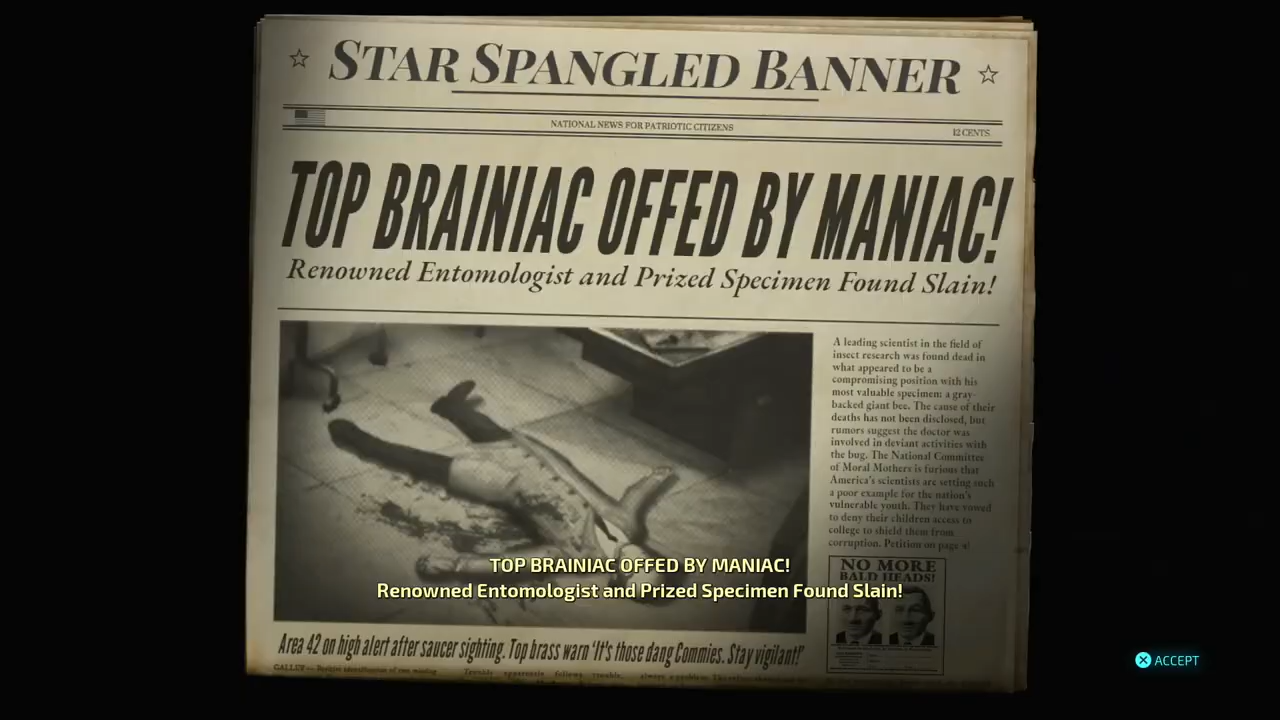 STAR SPANGLED BANNER
NATIONAL NEWS FOR PATRIOTIC CITIZENS
12 CENTS
TOP BRAINIAC OFFED BY MANIAC!
Renowned Entomologist and Prized Specimen Found Slain!
A leading scientist in the field of
insect research was found dead in
what appeared to be a
compromising position with his
most valuable specimen: a gray-
backed giant bee. The cause of their
deaths has not been disclosed, but
rumors suggest the doctor was
involved in deviant activities with
the bug. The National Committee
of Moral Mothers is furious that
America's scientists are setting such
a poor example for the nation's
vulnerable youth. They have vowed
to deny their children access to
college to shield them from
corruption. Petition on page 4!
TOP BRAINIAC OFFED BY MANIAC!
Renowned Entomologist and Prized Specimen Found Slain!
NO MORE
BALD HEADS!
Area 42 on high alert after saucer sighting. Top brass warn 'It's those dang Commies. Stay vigilant!'
Trouble apparently follows trouble,
always a problem.
ACCEPT